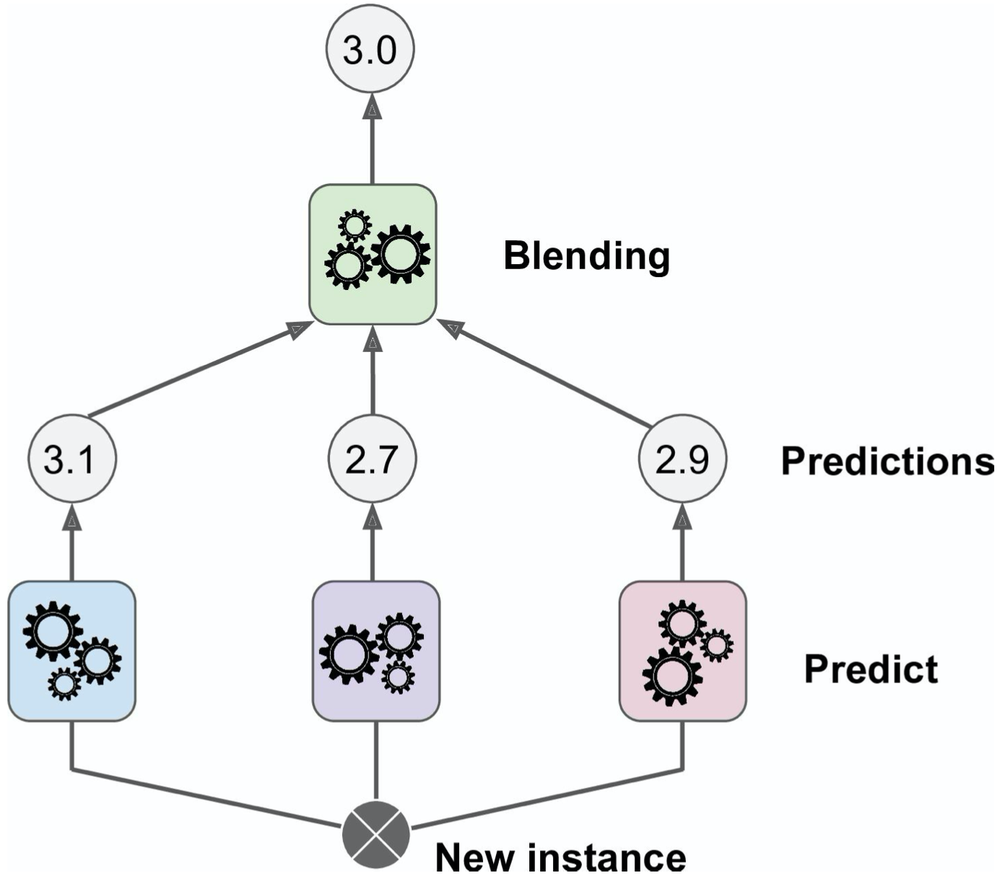 3.0
Blending
3.1
2.7
2.9
Predictions
Predict
New instance